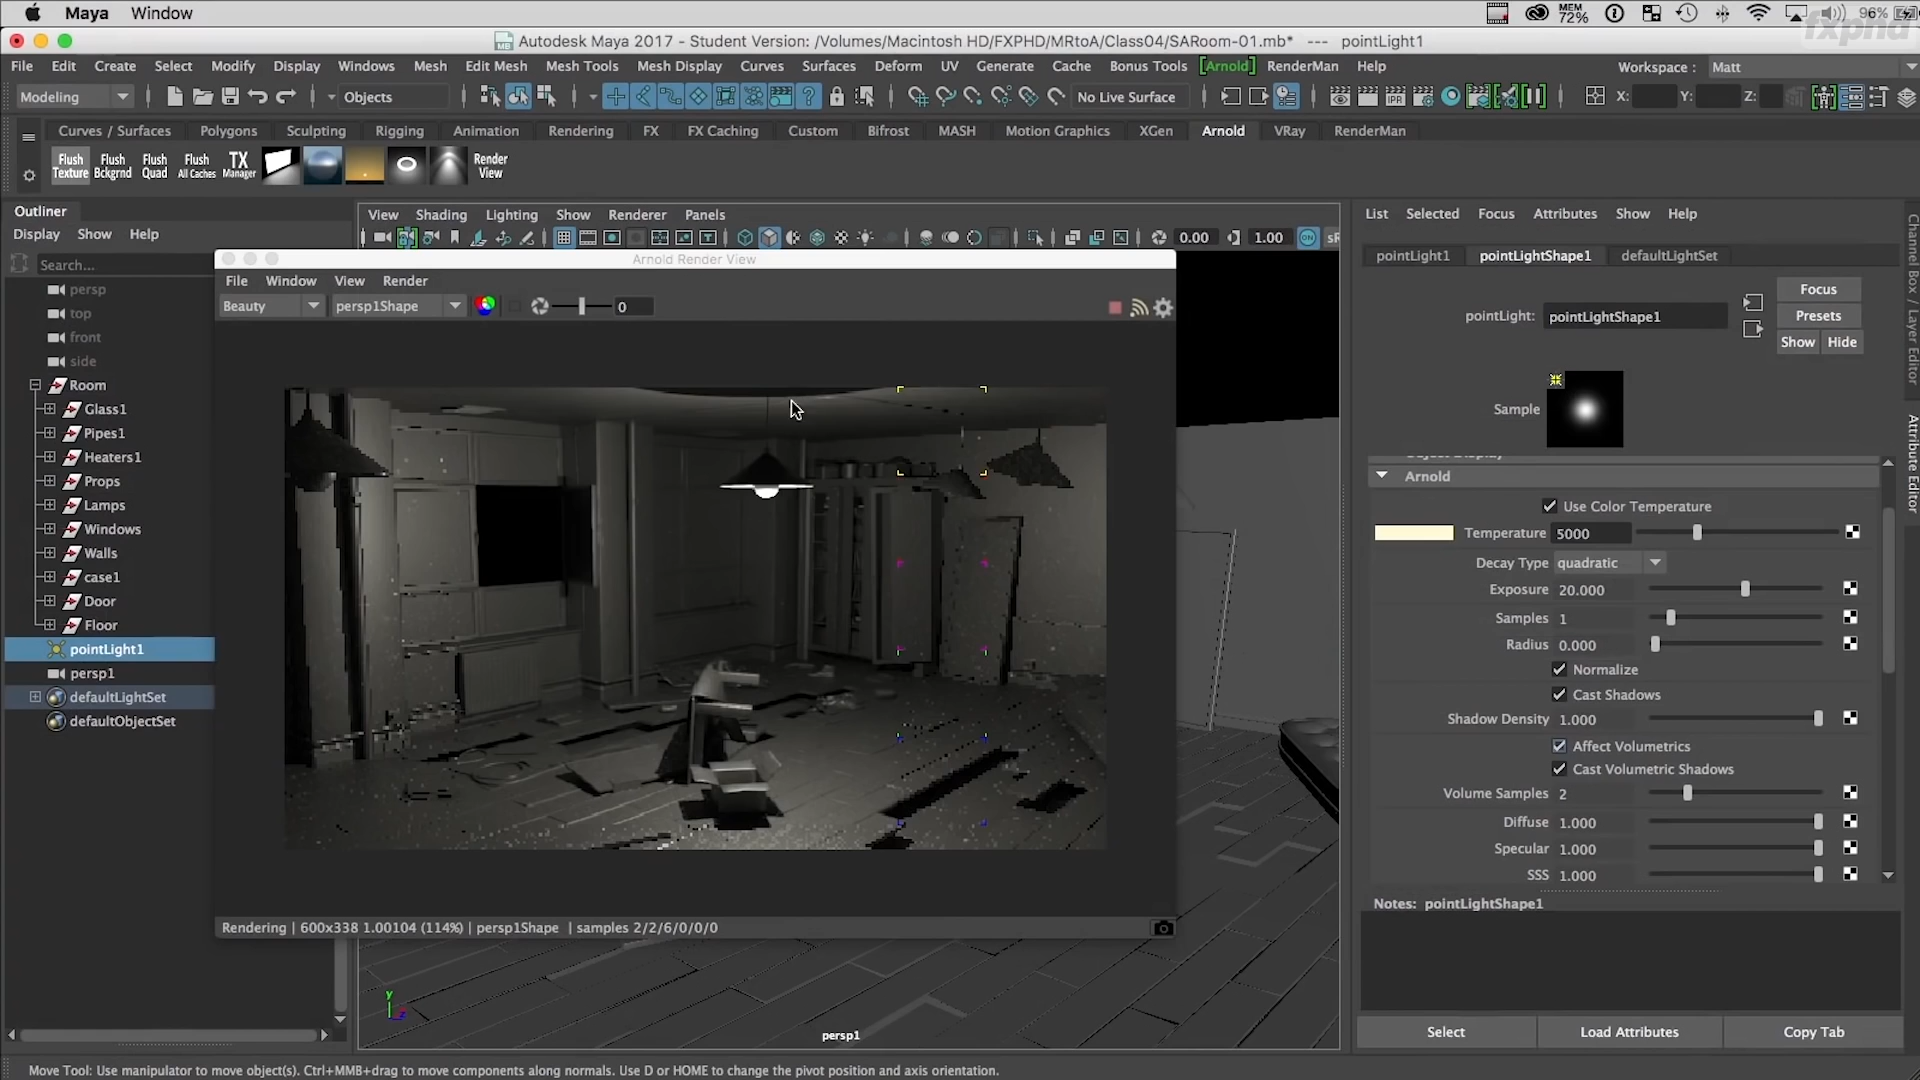 Maya Window MEM 72% 96%
fxphd
Autodesk Maya 2017 - Student Version: /Volumes/Macintosh HD/FXPHD/MRtoA/Class04/SARoom-01.mb* --- pointLight1
File Edit Create Select Modify Display Windows Mesh Edit Mesh Mesh Tools Mesh Display Curves Surfaces Deform UV Generate Cache Bonus Tools [Arnold] RenderMan Help Workspace : Matt
Modeling Objects No Live Surface IPR X: Y: Z:
Curves / Surfaces Polygons Sculpting Rigging Animation Rendering FX FX Caching Custom Bifrost MASH Motion Graphics XGen Arnold VRay RenderMan
Flush Texture Flush Bckgrnd Flush Quad Flush All Caches TX Manager Render View
Outliner
Display Show Help
Search...
persp
top
front
side
Room
Glass1
Pipes1
Heaters1
Props
Lamps
Windows
Walls
case1
Door
Floor
pointLight1
persp1
defaultLightSet
defaultObjectSet
View Shading Lighting Show Renderer Panels
0.00 1.00 ON
Arnold Render View
File Window View Render
Beauty persp1Shape 0
Rendering | 600x338 1.00104 (114%) | persp1Shape | samples 2/2/6/0/0/0
y
z
persp1
List Selected Focus Attributes Show Help
pointLight1 pointLightShape1 defaultLightSet
Focus
pointLight: pointLightShape1 Presets
Show Hide
Sample
Arnold
Use Color Temperature
Temperature 5000
Decay Type quadratic
Exposure 20.000
Samples 1
Radius 0.000
Normalize
Cast Shadows
Shadow Density 1.000
Affect Volumetrics
Cast Volumetric Shadows
Volume Samples 2
Diffuse 1.000
Specular 1.000
SSS 1.000
Notes: pointLightShape1
Select Load Attributes Copy Tab
Channel Box / Layer Editor
Attribute Editor
Move Tool: Use manipulator to move object(s). Ctrl+MMB+drag to move components along normals. Use D or HOME to change the pivot position and axis orientation.